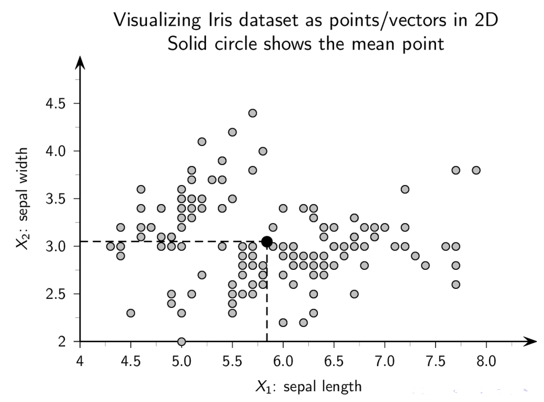 Visualizing Iris dataset as points/vectors in 2D
Solid circle shows the mean point
X2: sepal width
4.5
4.0
3.5
3.0
2.5
2
4 4.5 5.0 5.5 6.0 6.5 7.0 7.5 8.0
X1: sepal length